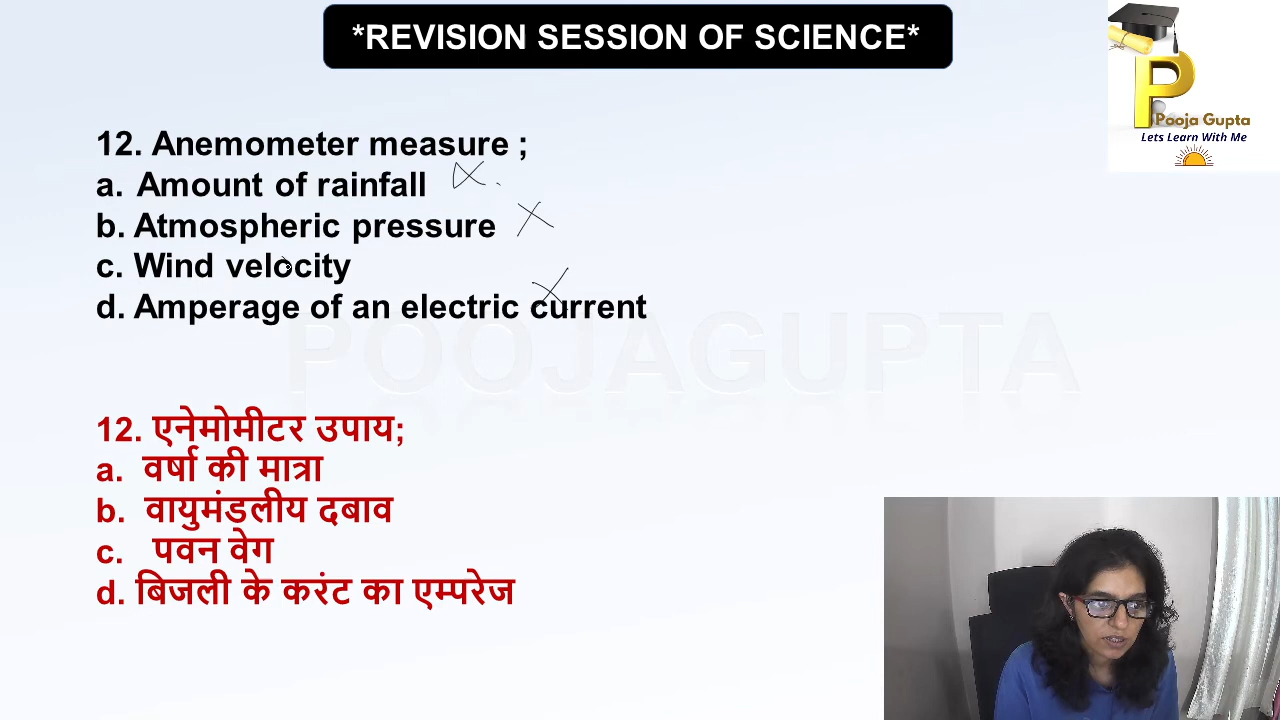 *REVISION SESSION OF SCIENCE*
Pooja Gupta
Lets Learn With Me
12. Anemometer measure ;
a. Amount of rainfall
b. Atmospheric pressure
c. Wind velocity
d. Amperage of an electric current
POOJAGUPTA
12. एनेमोमीटर उपाय;
a. वर्षा की मात्रा
b. वायुमंडलीय दबाव
c. पवन वेग
d. बिजली के करंट का एम्परेज